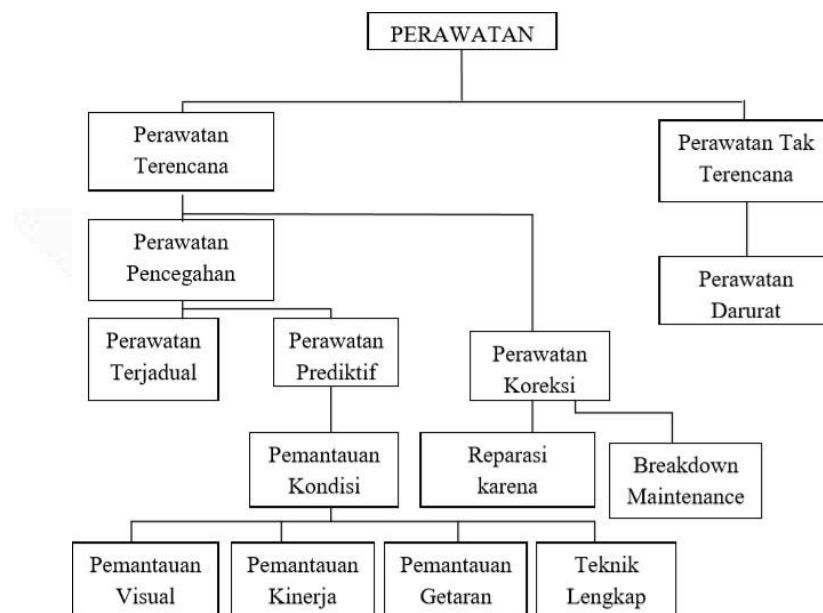 PERAWATAN
Perawatan
Terencana
Perawatan Tak
Terencana
Perawatan
Pencegahan
Perawatan
Darurat
Perawatan
Terjadual
Perawatan
Prediktif
Perawatan
Koreksi
Pemantauan
Kondisi
Reparasi
karena
Breakdown
Maintenance
Pemantauan
Visual
Pemantauan
Kinerja
Pemantauan
Getaran
Teknik
Lengkap